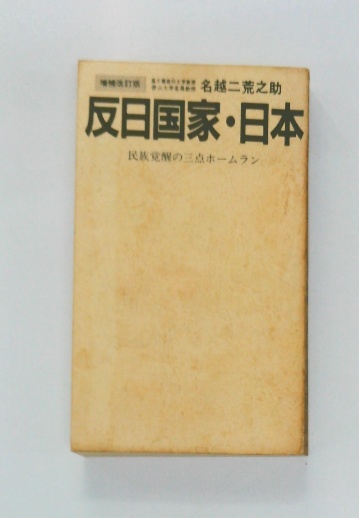 増補改訂版
名越二荒之助
反日国家・日本
民族覚醒の三点ホームラン